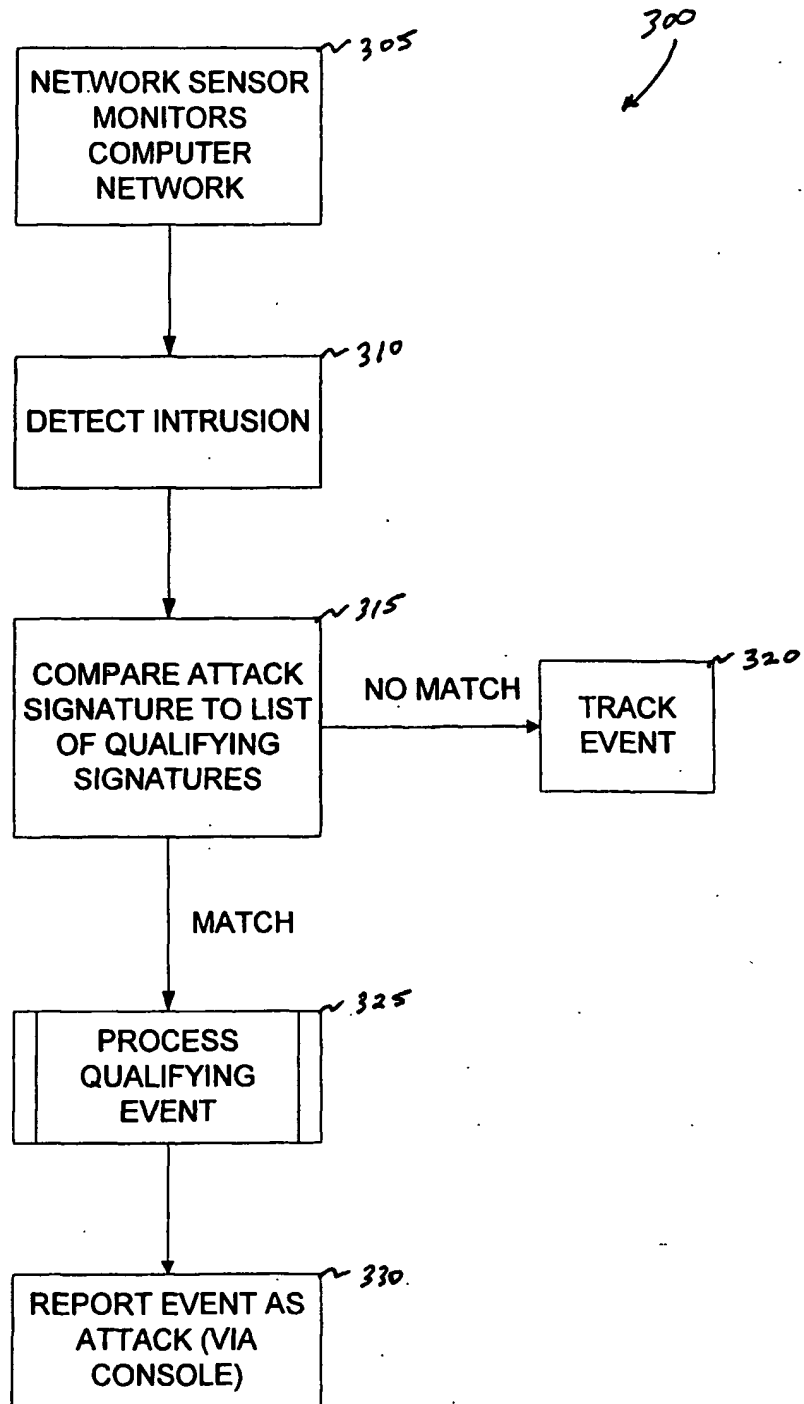 300
305
NETWORK SENSOR
MONITORS
COMPUTER
NETWORK
310
DETECT INTRUSION
315
COMPARE ATTACK
SIGNATURE TO LIST
OF QUALIFYING
SIGNATURES
NO MATCH
320
TRACK
EVENT
MATCH
325
PROCESS
QUALIFYING
EVENT
330
REPORT EVENT AS
ATTACK (VIA
CONSOLE)